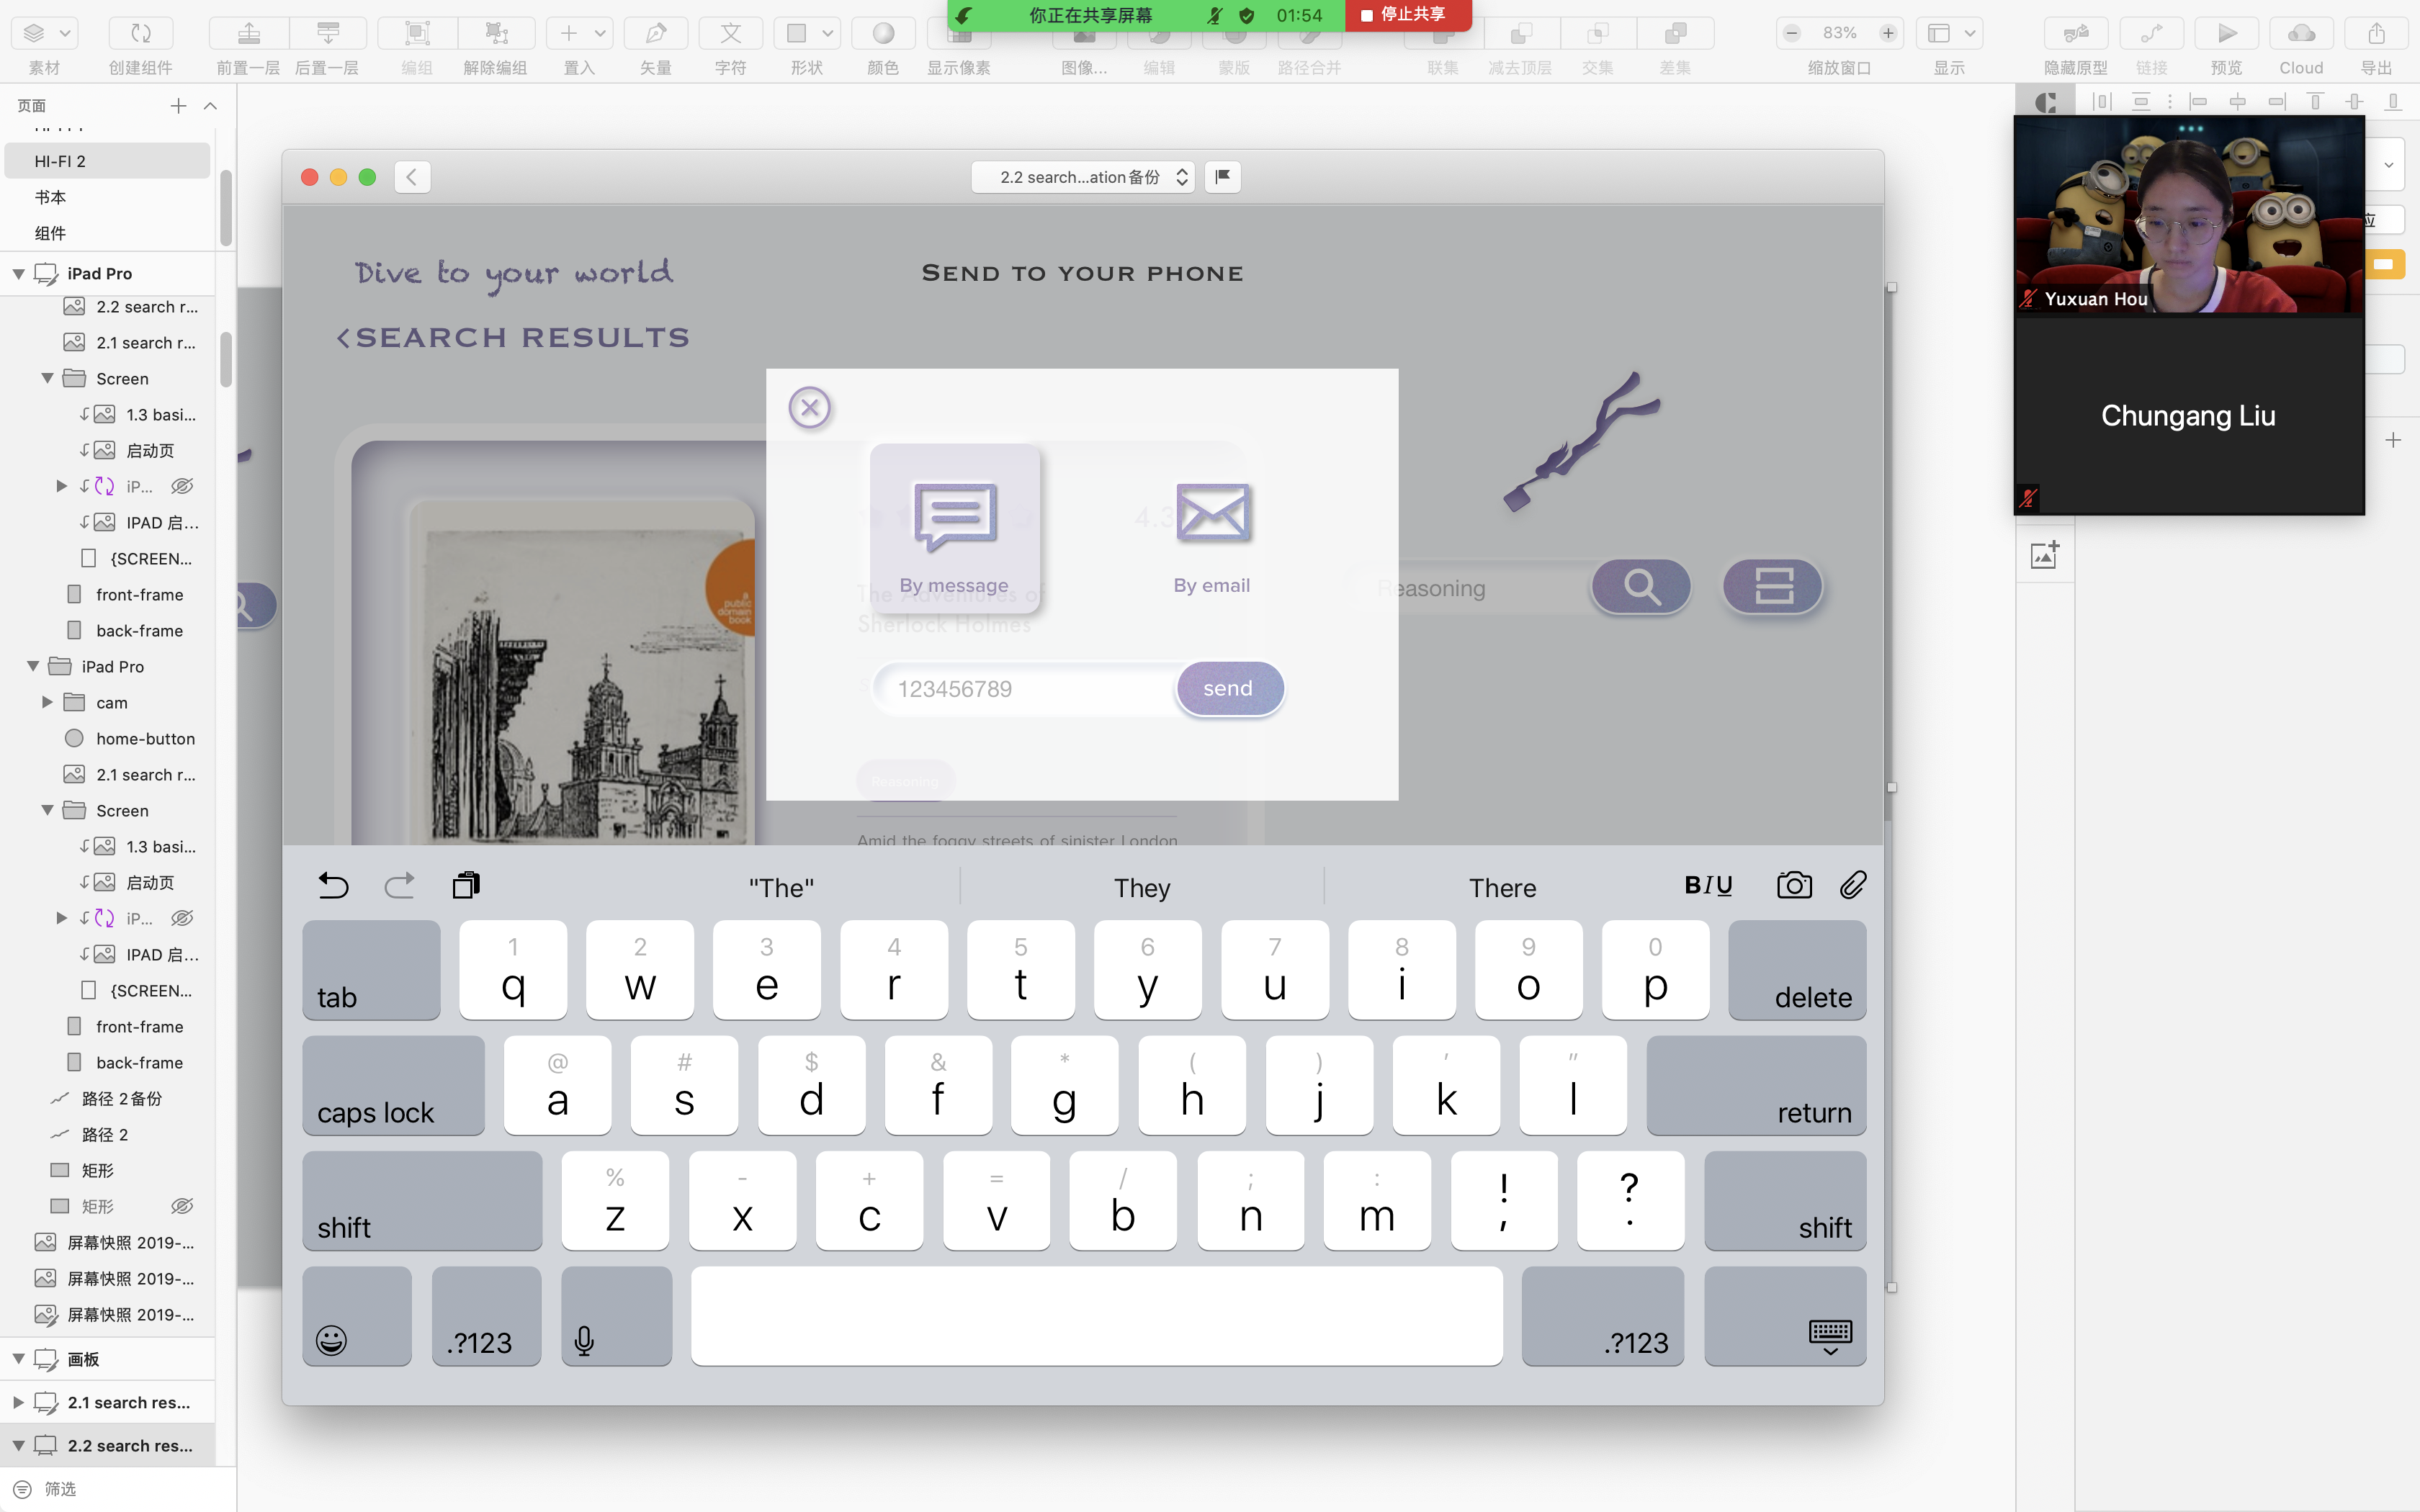 你正在共享屏幕
01:54
停止共享
83%
素材
创建组件
前置一层
后置一层
编组
解除编组
置入
矢量
字符
形状
颜色
显示像素
图像...
编辑
蒙版
路径合并
联集
减去顶层
交集
差集
缩放窗口
显示
隐藏原型
链接
预览
Cloud
导出
页面
HI-FI 2
书本
组件
iPad Pro
2.2 search r...
2.1 search r...
Screen
1.3 basi...
启动页
iP...
IPAD 启...
{SCREEN...
front-frame
back-frame
iPad Pro
cam
home-button
2.1 search r...
Screen
1.3 basi...
启动页
iP...
IPAD 启...
{SCREEN...
front-frame
back-frame
路径 2备份
路径 2
矩形
矩形
屏幕快照 2019-...
屏幕快照 2019-...
屏幕快照 2019-...
画板
2.1 search res...
2.2 search res...
筛选
2.2 search...ation备份
Dive to your world
SEND TO YOUR PHONE
<SEARCH RESULTS
a
public
domain
book
4.3
By message
By email
The Adventures of
Sherlock Holmes
Reasoning
123456789
send
Reasoning
Amid the foggy streets of sinister London
"The"
They
There
BIU
tab
1 2 3 4 5 6 7 8 9 0
q w e r t y u i o p
delete
caps lock
@ # $ & * ( ) ' "
a s d f g h j k l
return
shift
% - + = / ; : ! ?
z x c v b n m , .
shift
.?123
.?123
Yuxuan Hou
Chungang Liu